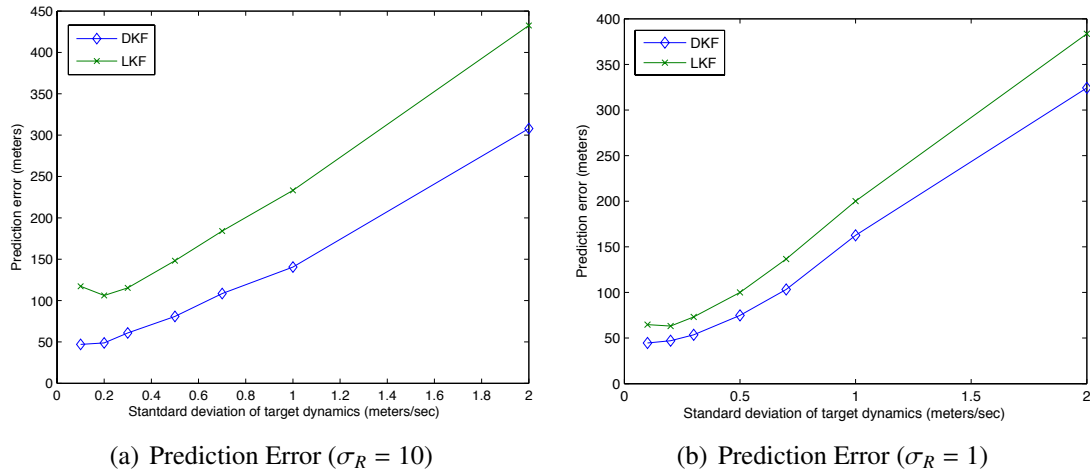 450
400
350
300
250
200
150
100
50
0
Prediction error (meters)
DKF
LKF
0 0.2 0.4 0.6 0.8 1 1.2 1.4 1.6 1.8 2
Stantdard deviation of target dynamics (meters/sec)
(a) Prediction Error (σ_R = 10)
400
350
300
250
200
150
100
50
0
Prediction error (meters)
DKF
LKF
0 0.5 1 1.5 2
Standard deviation of target dynamics (meters/sec)
(b) Prediction Error (σ_R = 1)